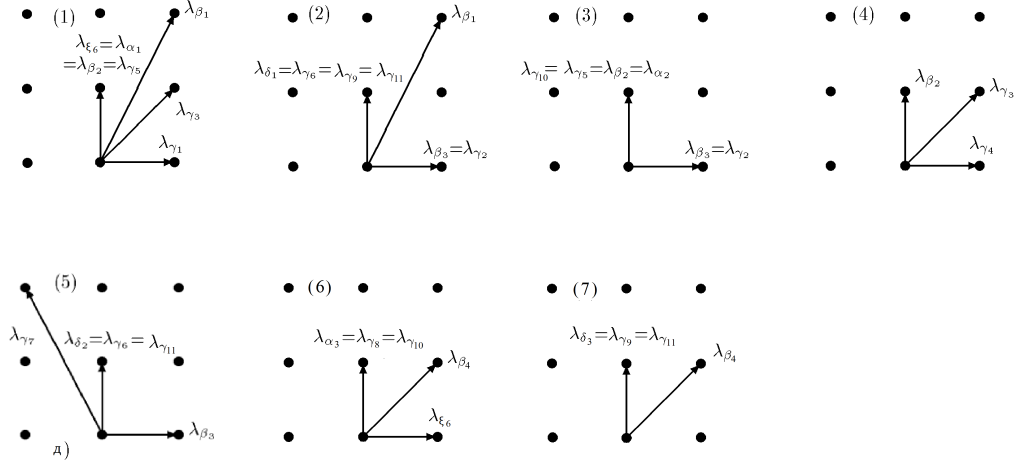 (1)
λ_{β_1}
λ_{ξ_6}=λ_{α_1}
=λ_{β_2}=λ_{γ_5}
λ_{γ_3}
λ_{γ_1}
(2)
λ_{β_1}
λ_{δ_1}=λ_{γ_6}=λ_{γ_9}=λ_{γ_{11}}
λ_{β_3}=λ_{γ_2}
(3)
λ_{γ_{10}}=λ_{γ_5}=λ_{β_2}=λ_{α_2}
λ_{β_3}=λ_{γ_2}
(4)
λ_{β_2}
λ_{γ_3}
λ_{γ_4}
(5)
λ_{γ_7}
λ_{δ_2}=λ_{γ_6}=λ_{γ_{11}}
λ_{β_3}
д)
(6)
λ_{α_3}=λ_{γ_8}=λ_{γ_{10}}
λ_{β_4}
λ_{ξ_6}
(7)
λ_{δ_3}=λ_{γ_9}=λ_{γ_{11}}
λ_{β_4}